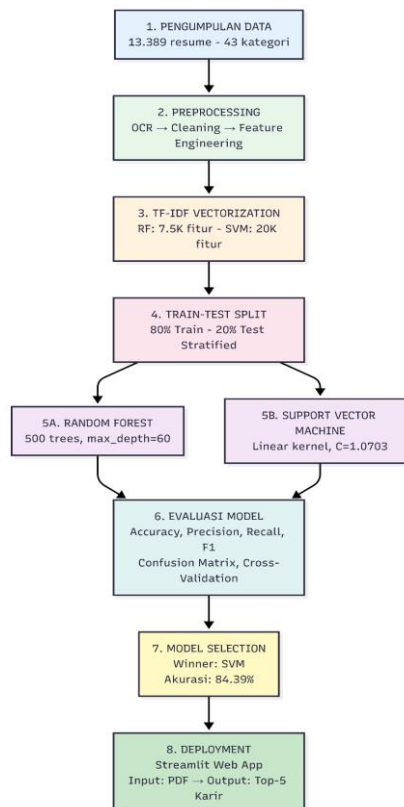 1. PENGUMPULAN DATA
13.389 resume - 43 kategori
2. PREPROCESSING
OCR → Cleaning → Feature
Engineering
3. TF-IDF VECTORIZATION
RF: 7.5K fitur - SVM: 20K
fitur
4. TRAIN-TEST SPLIT
80% Train - 20% Test
Stratified
5A. RANDOM FOREST
500 trees, max_depth=60
5B. SUPPORT VECTOR
MACHINE
Linear kernel, C=1.0703
6. EVALUASI MODEL
Accuracy, Precision, Recall,
F1
Confusion Matrix, Cross-
Validation
7. MODEL SELECTION
Winner: SVM
Akurasi: 84.39%
8. DEPLOYMENT
Streamlit Web App
Input: PDF → Output: Top-5
Karir